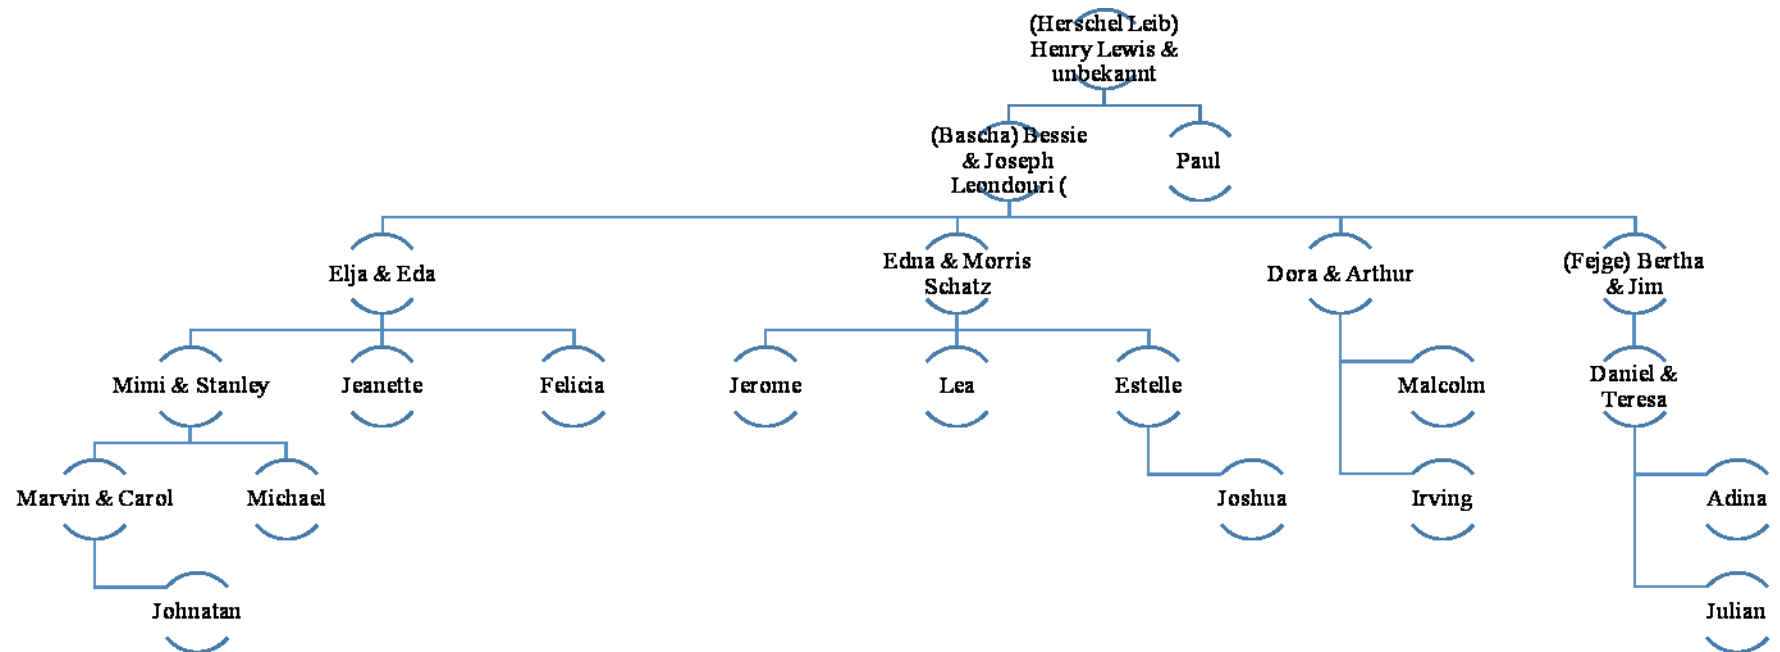 (Herschel Leib)
Henry Lewis &
unbekannt
(Bascha) Bessie
& Joseph
Leondouri (
Paul
Elja & Eda
Edna & Morris
Schatz
Dora & Arthur
(Fejge) Bertha
& Jim
Mimi & Stanley
Jeanette
Felicia
Jerome
Lea
Estelle
Malcolm
Daniel &
Teresa
Marvin & Carol
Michael
Joshua
Irving
Adina
Johnatan
Julian